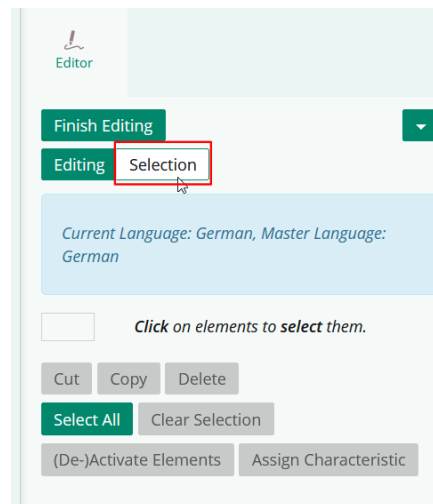 Editor
Finish Editing
Editing Selection
Current Language: German, Master Language:
German
Click on elements to select them.
Cut Copy Delete
Select All Clear Selection
(De-)Activate Elements Assign Characteristic